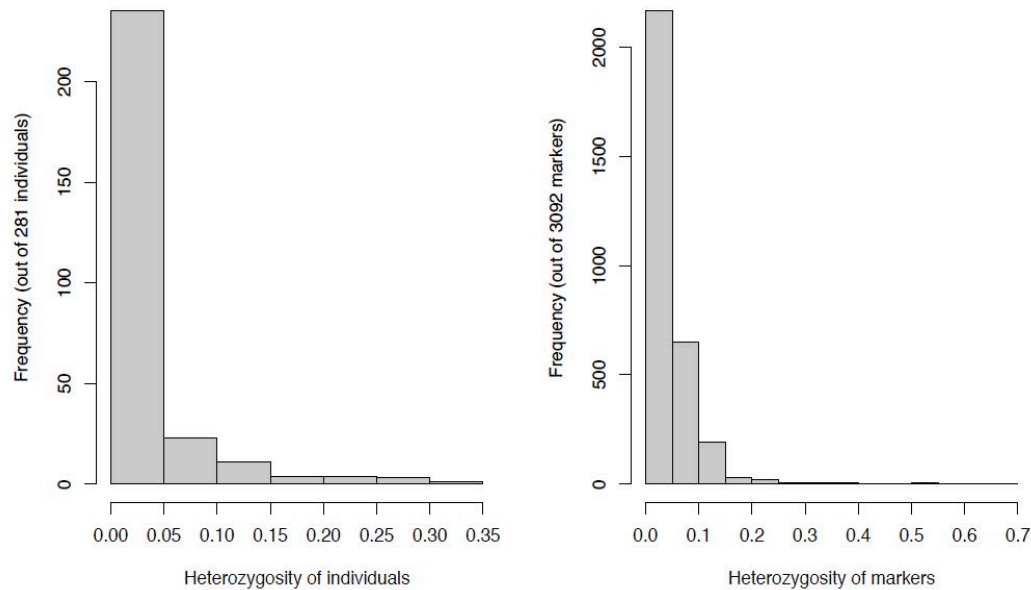 Frequency (out of 281 individuals)
200
150
100
50
0
0.00 0.05 0.10 0.15 0.20 0.25 0.30 0.35
Heterozygosity of individuals
Frequency (out of 3092 markers)
2000
1500
1000
500
0
0.0 0.1 0.2 0.3 0.4 0.5 0.6 0.7
Heterozygosity of markers